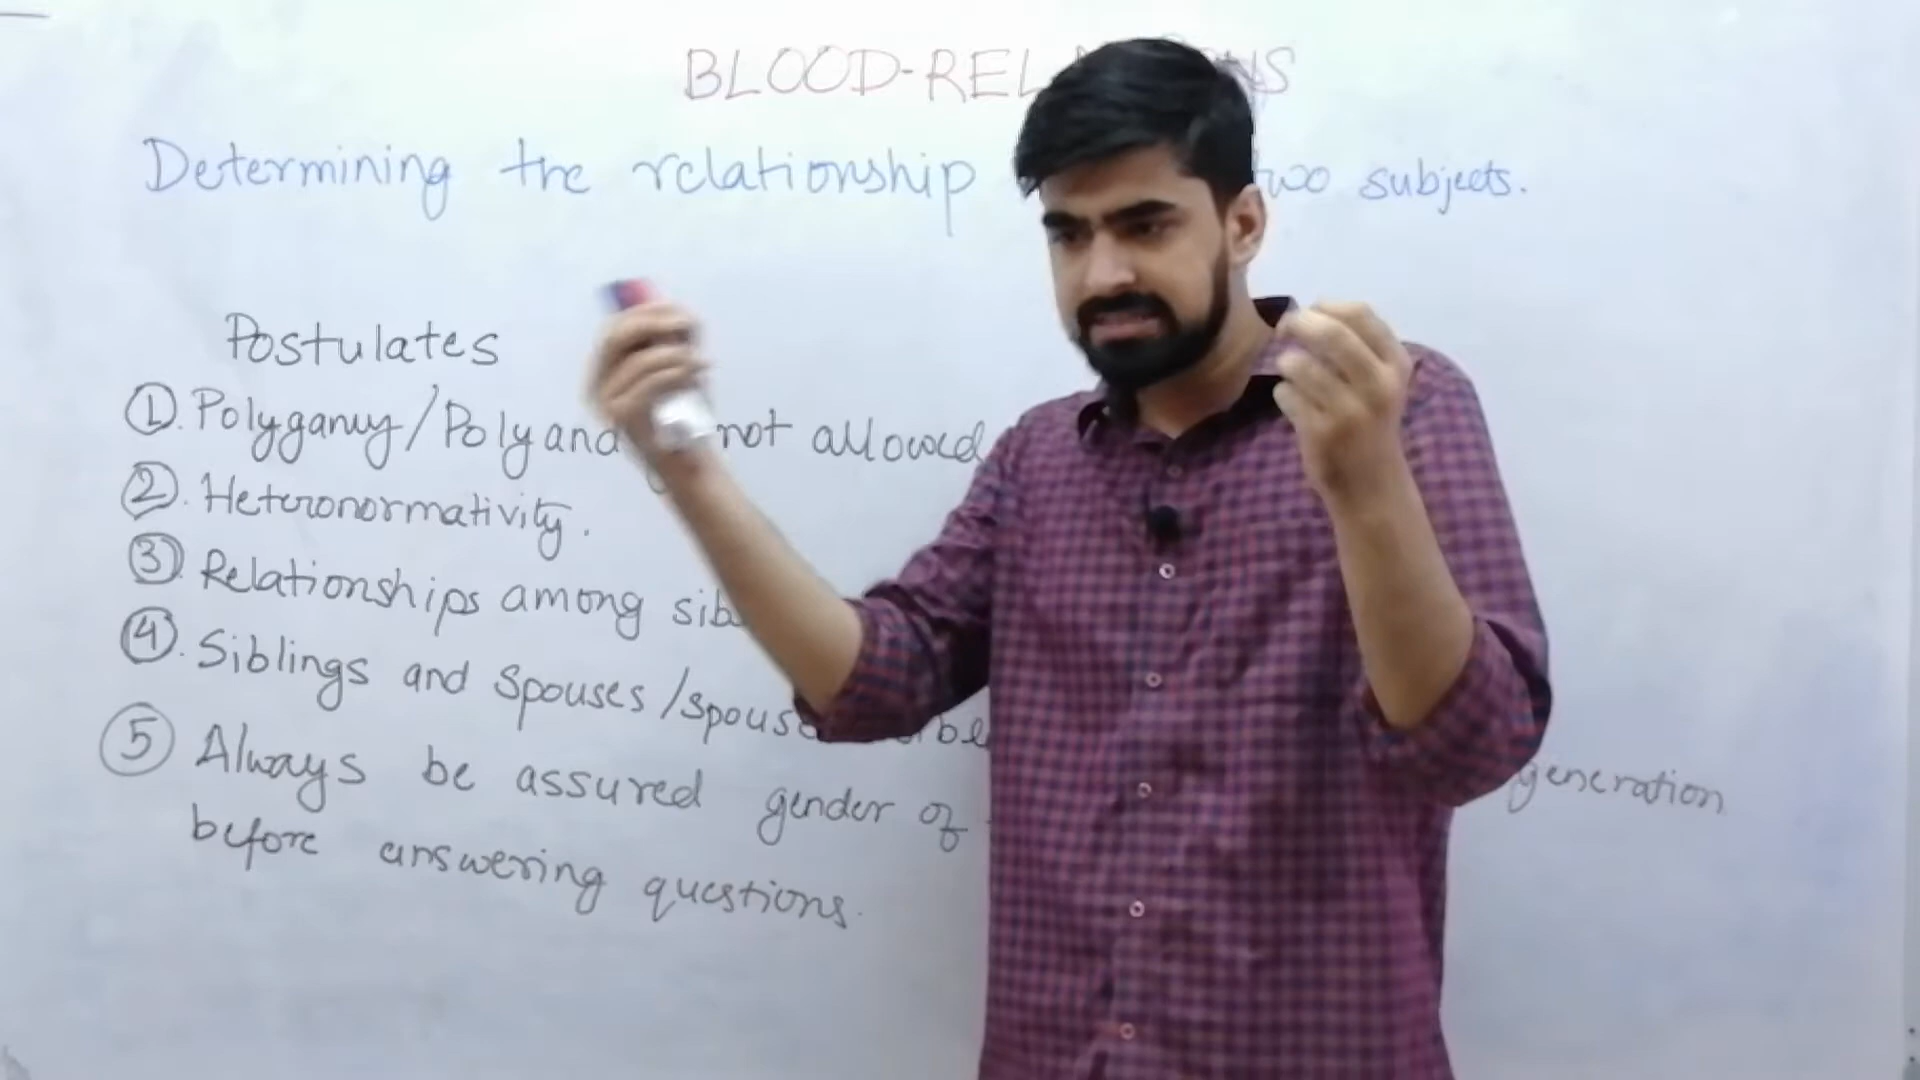 BLOOD-REL
Determining the relationship two subjects.
Postulates
①. Polygamy/Polyand not allowed
②. Heteronormativity.
③. Relationships among sib
④. Siblings and Spouses/spous
⑤ Always be assured gender of generation
before answering questions.